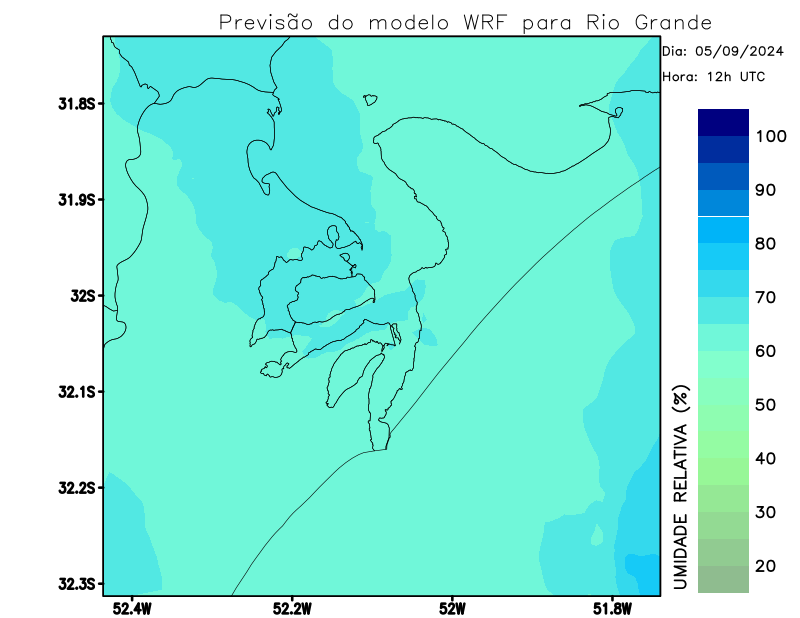 Previsão do modelo WRF para Rio Grande
Dia: 05/09/2024
Hora: 12h UTC
31.8S
31.9S
32S
32.1S
32.2S
32.3S
52.4W
52.2W
52W
51.8W
100
90
80
70
60
50
40
30
20
UMIDADE RELATIVA (%)